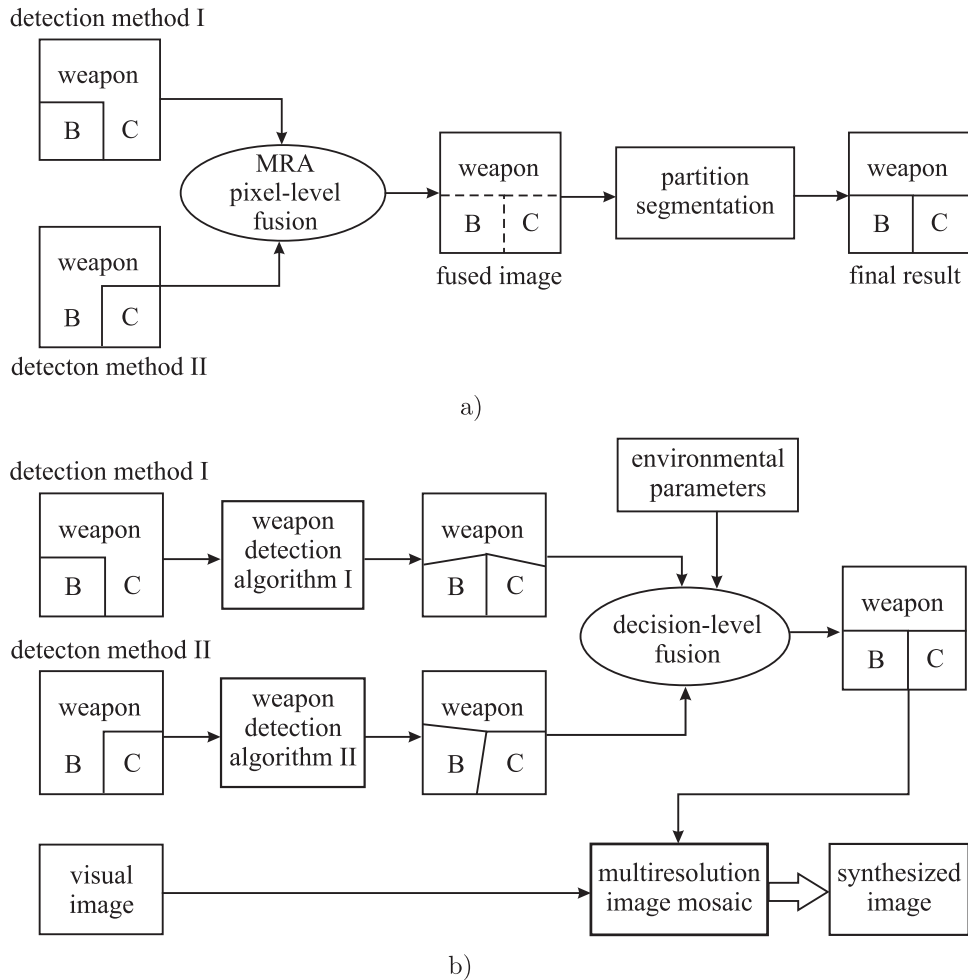 detection method I
weapon
B
C
MRA
pixel-level
fusion
weapon
B
C
fused image
partition
segmentation
weapon
B
C
final result
weapon
B
C
detecton method II
a)
detection method I
weapon
B
C
weapon
detection
algorithm I
weapon
B
C
environmental
parameters
decision-level
fusion
weapon
B
C
detecton method II
weapon
B
C
weapon
detection
algorithm II
weapon
B
C
visual
image
multiresolution
image mosaic
synthesized
image
b)